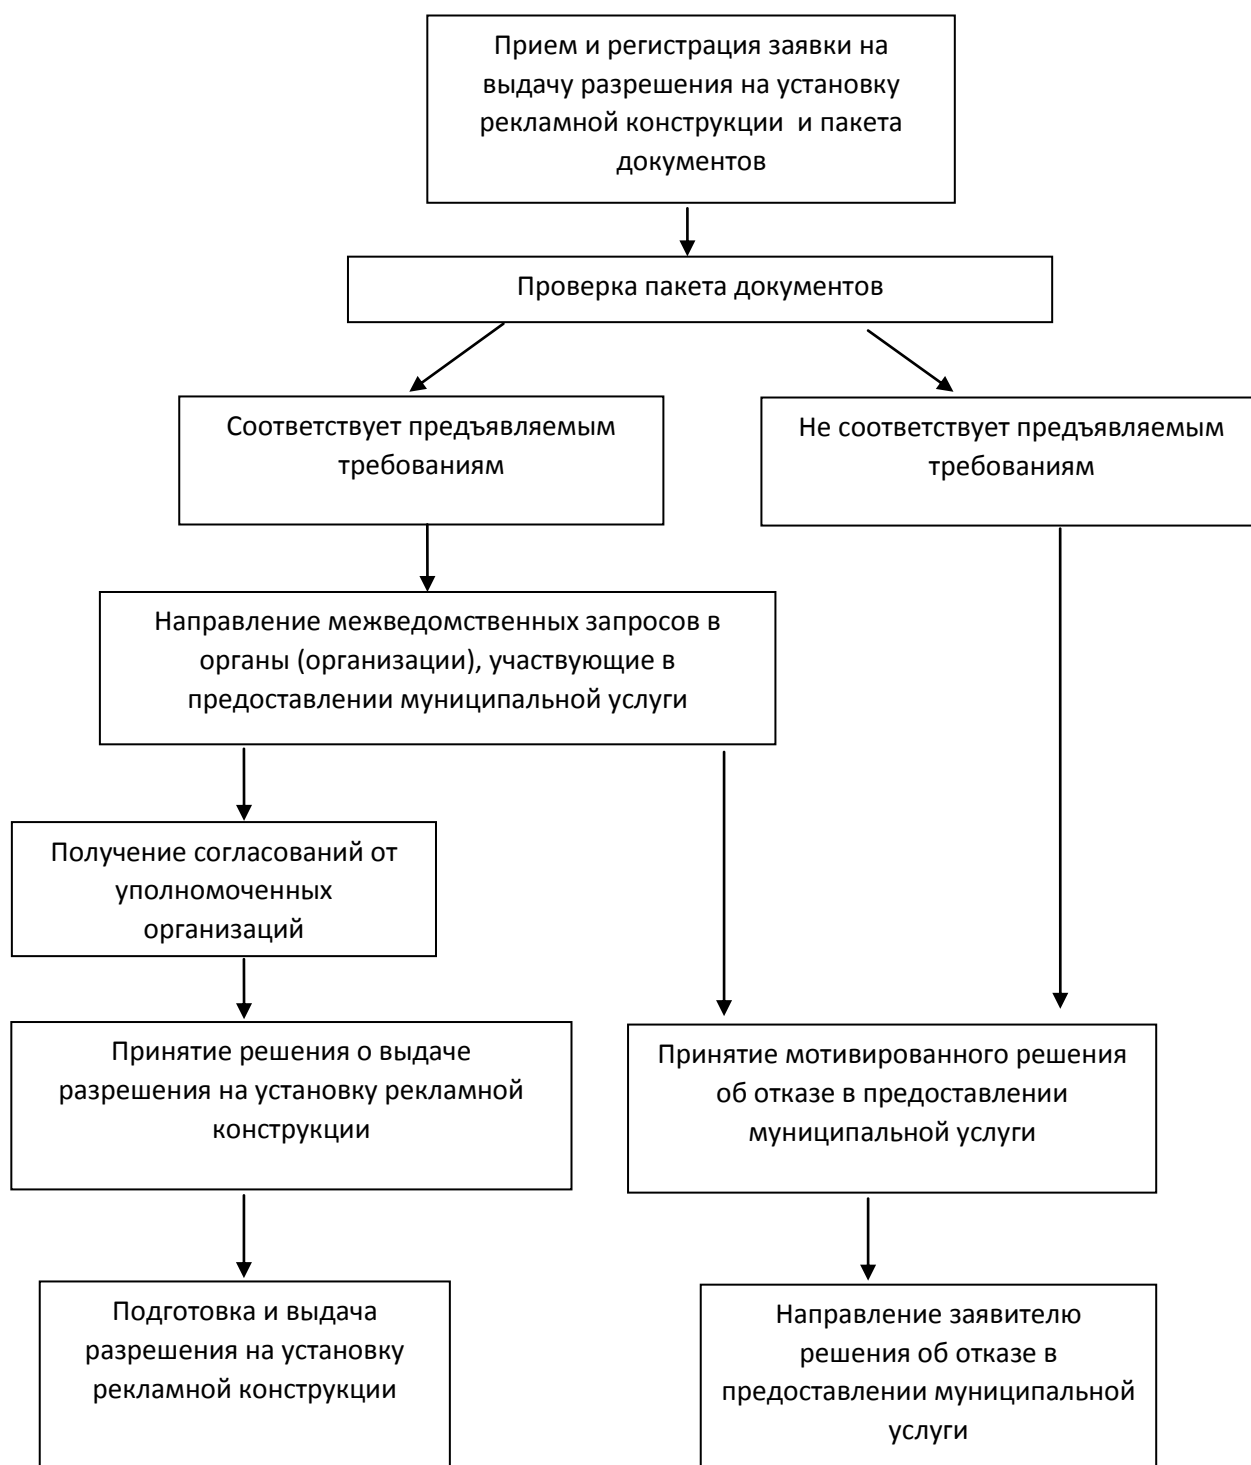 Прием и регистрация заявки на
выдачу разрешения на установку
рекламной конструкции  и пакета
документов
Проверка пакета документов
Соответствует предъявляемым
требованиям
Не соответствует предъявляемым
требованиям
Направление межведомственных запросов в
органы (организации), участвующие в
предоставлении муниципальной услуги
Получение согласований от
уполномоченных
организаций
Принятие решения о выдаче
разрешения на установку рекламной
конструкции
Принятие мотивированного решения
об отказе в предоставлении
муниципальной услуги
Подготовка и выдача
разрешения на установку
рекламной конструкции
Направление заявителю
решения об отказе в
предоставлении муниципальной
услуги